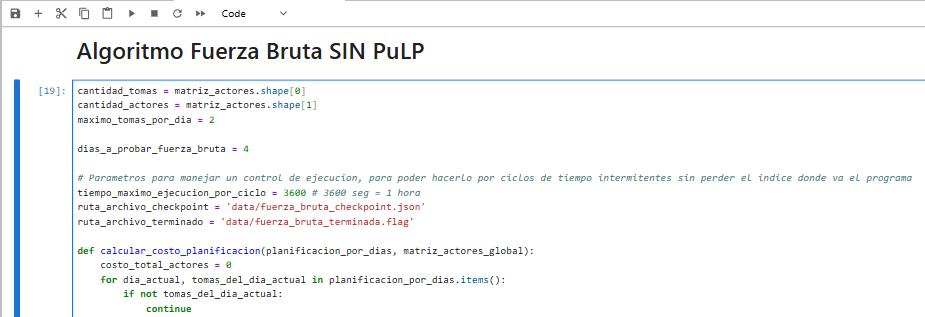 Code
Algoritmo Fuerza Bruta SIN PuLP
[19]:
cantidad_tomas = matriz_actores.shape[0]
cantidad_actores = matriz_actores.shape[1]
maximo_tomas_por_dia = 2

dias_a_probar_fuerza_bruta = 4

# Parametros para manejar un control de ejecucion, para poder hacerlo por ciclos de tiempo intermitentes sin perder el indice donde va el programa
tiempo_maximo_ejecucion_por_ciclo = 3600 # 3600 seg = 1 hora
ruta_archivo_checkpoint = 'data/fuerza_bruta_checkpoint.json'
ruta_archivo_terminado = 'data/fuerza_bruta_terminada.flag'

def calcular_costo_planificacion(planificacion_por_dias, matriz_actores_global):
    costo_total_actores = 0
    for dia_actual, tomas_del_dia_actual in planificacion_por_dias.items():
        if not tomas_del_dia_actual:
            continue